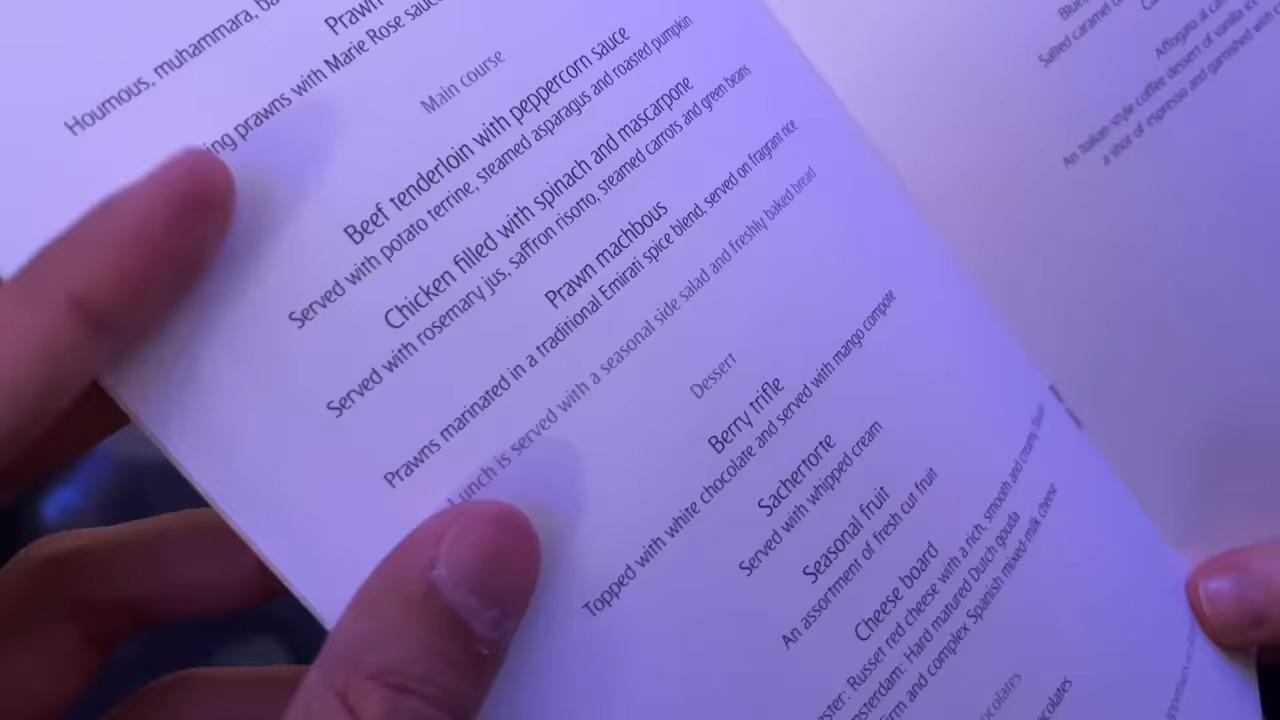 Houmous, muhammara,
Prawn
prawns with Marie Rose
Main course
Beef tenderloin with peppercorn sauce
Served with potato terrine, steamed asparagus and roasted pumpkin
Chicken filled with spinach and mascarpone
Served with rosemary jus, saffron risotto, steamed carrots and green beans
Prawn machbous
Prawns marinated in a traditional Emirati spice blend, served on fragrant rice
Lunch is served with a seasonal side salad and freshly baked bread
Dessert
Berry trifle
Topped with white chocolate and served with mango compote
Sachertorte
Served with whipped cream
Seasonal fruit
An assortment of fresh cut fruit
Cheese board
Russet red cheese with a rich, smooth and creamy
Hard matured Dutch gouda
and complex Spanish mixed milk cheese
Salted caramel
Affogato al
An Italian-style coffee dessert of vanilla ice
a shot of espresso and garnished with